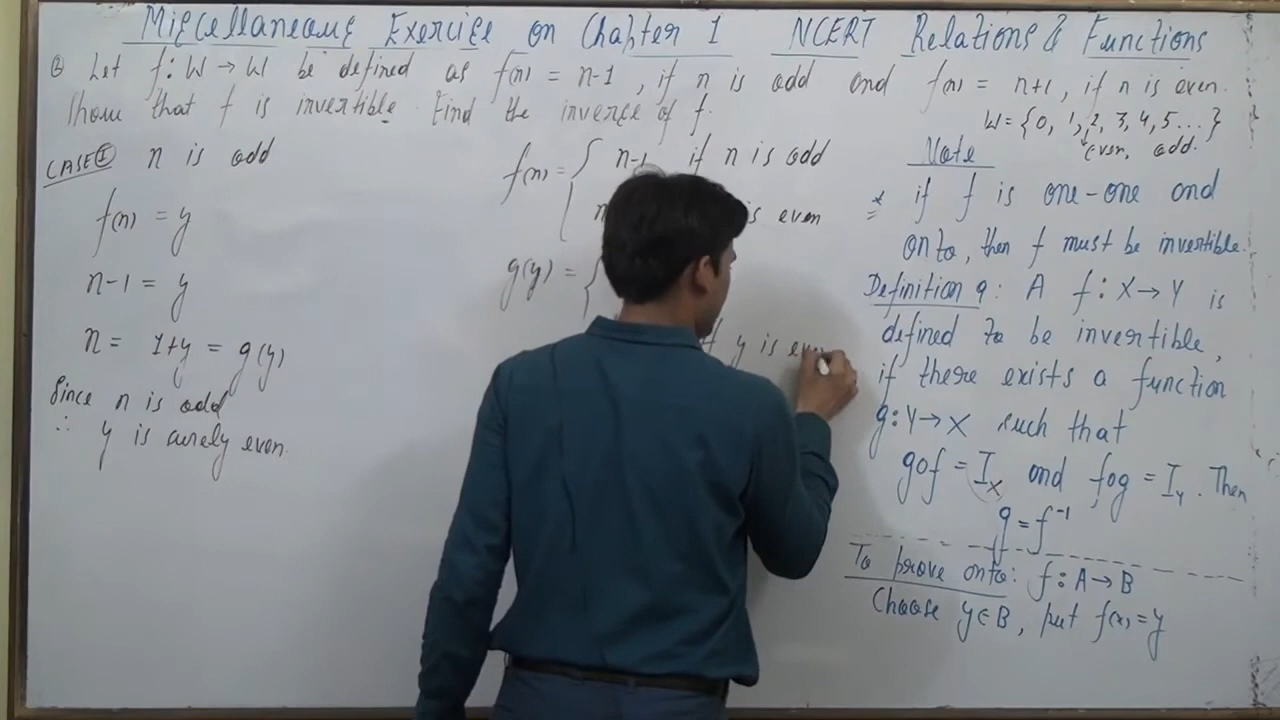 Miscellaneous Exercise on Chapter 1 NCERT Relations & Functions
Let f: W → W be defined as f(n) = n-1, if n is odd and f(n) = n+1, if n is even.
Show that f is invertible. Find the inverse of f.
W = {0, 1, 2, 3, 4, 5...}
even, odd.
CASE I n is odd
f(n) = y
n-1 = y
n = 1+y = g(y)
Since n is odd
∴ y is surely even.
f(n) = { n-1 if n is odd
n is even
g(y) = {
if y is even
Note
* if f is one-one and
onto, then f must be invertible.
Definition 9: A f: X → Y is
defined to be invertible,
if there exists a function
g: Y → X such that
gof = I_X and fog = I_Y. Then
g = f⁻¹
To prove onto: f: A → B
Choose y ∈ B, put f(x) = y